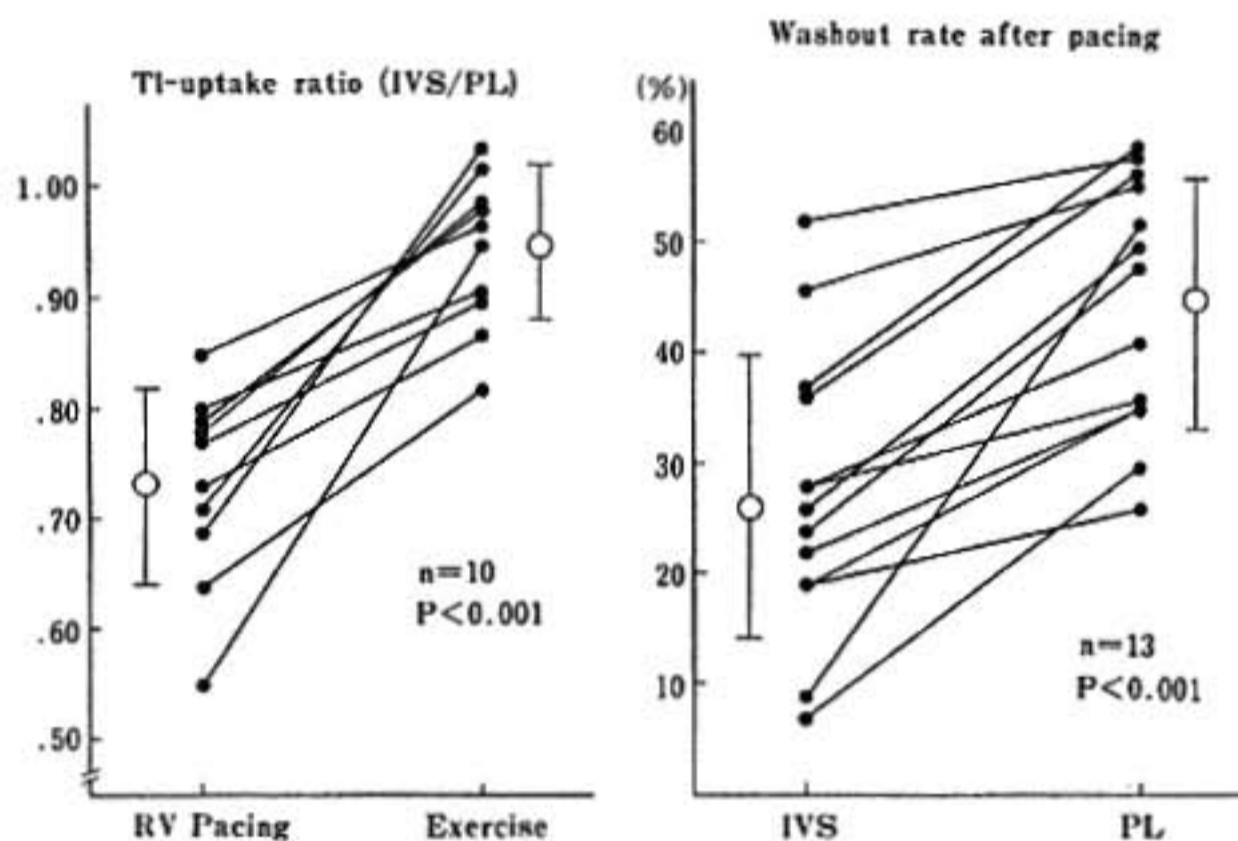 Tl-uptake ratio (IVS/PL)
1.00
.90
.80
.70
.60
.50
n=10
P<0.001
RV Pacing Exercise
Washout rate after pacing
(%)
60
50
40
30
20
10
n=13
P<0.001
IVS PL